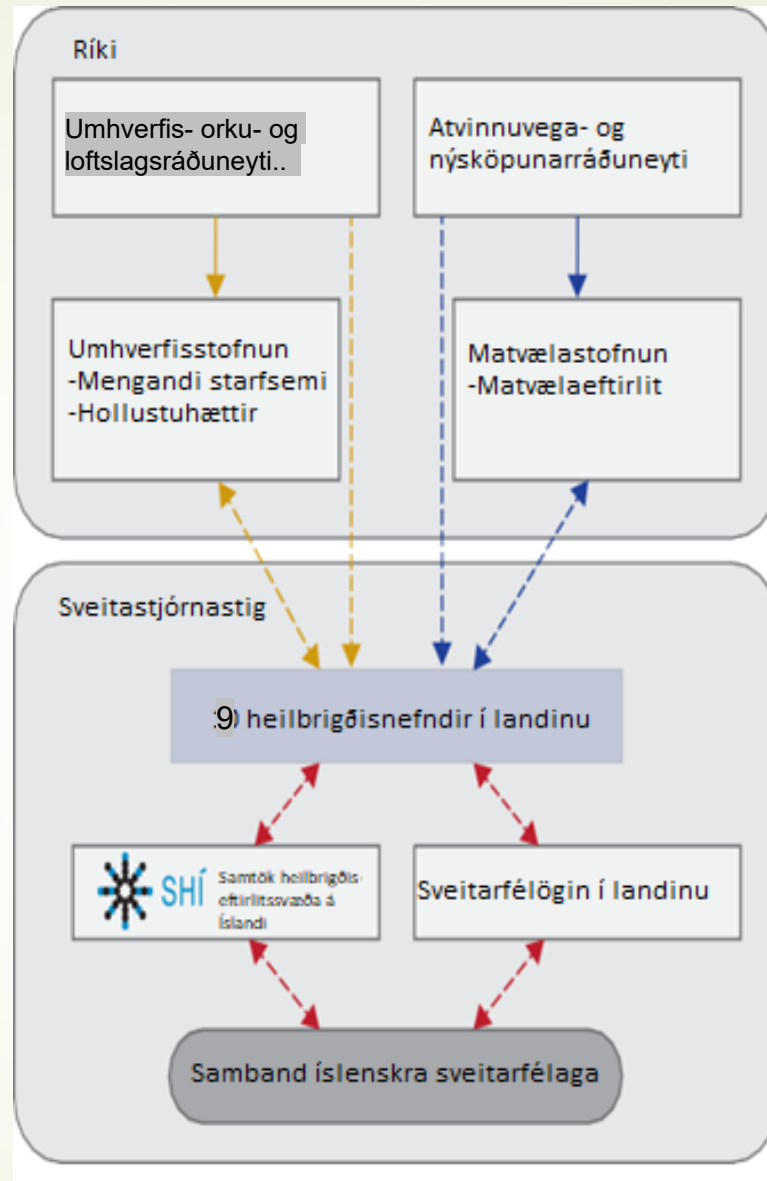 Ríki
Umhverfis- orku- og
loftslagsráðuneyti..
Atvinnuvega- og
nýsköpunarráðuneyti
Umhverfisstofnun
-Mengandi starfsemi
-Hollustuhættir
Matvælastofnun
-Matvælaeftirlit
Sveitastjórnastig
9 heilbrigðisnefndir í landinu
SHÍ
Samtök heilbrigðis-
eftirlitssvæða á
Íslandi
Sveitarfélögin í landinu
Samband íslenskra sveitarfélaga